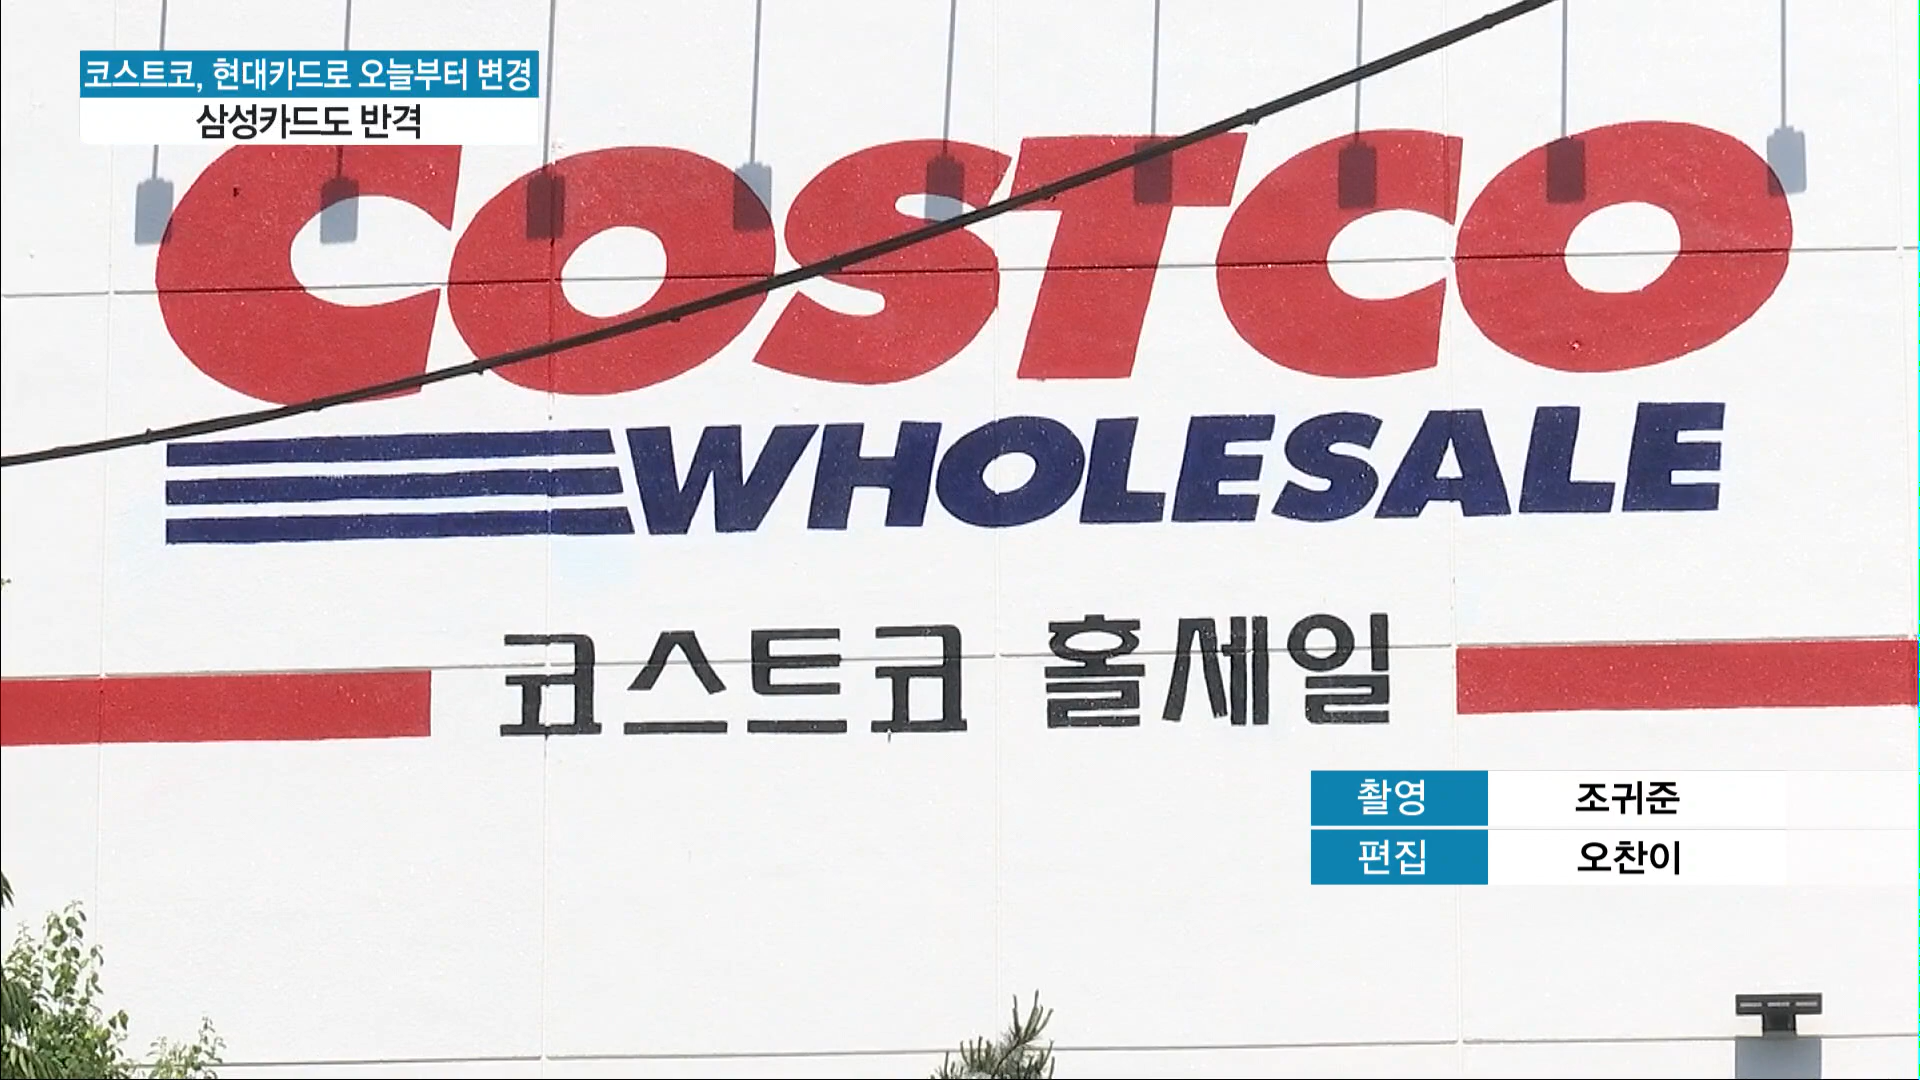 코스트코, 현대카드로 오늘부터 변경
삼성카드도 반격
COSTCO
WHOLESALE
코스트코 홀세일
촬영 조귀준
편집 오찬이